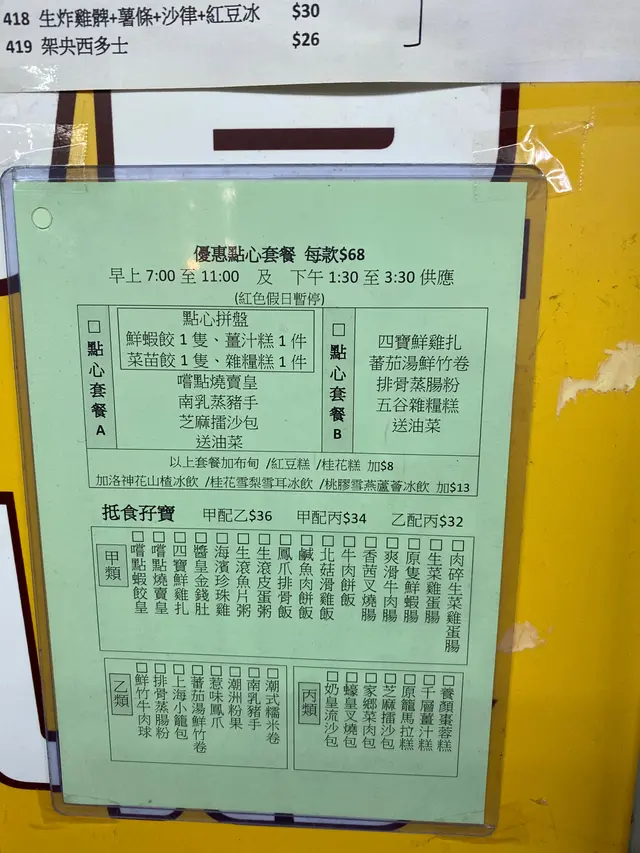 418 生炸雞髀+薯條+沙律+紅豆冰 $30
419 架央西多士 $26
優惠點心套餐 每款$68
早上 7:00 至 11:00 及 下午 1:30 至 3:30 供應
(紅色假日暫停)
□點心套餐A
點心拼盤
鮮蝦餃 1 隻、薑汁糕 1 件
菜苗餃 1 隻、雜糧糕 1 件
嚐點燒賣皇
南乳蒸豬手
芝麻擂沙包
送油菜
□點心套餐B
四寶鮮雞扎
蕃茄湯鮮竹卷
排骨蒸腸粉
五谷雜糧糕
送油菜
以上套餐加布甸 /紅豆糕 /桂花糕 加$8
加洛神花山楂冰飲 /桂花雪梨雪耳冰飲 /桃膠雪燕蘆薈冰飲 加$13
抵食孖寶 甲配乙$36 甲配丙$34 乙配丙$32
甲類
□嚐點蝦餃皇
□嚐點燒賣皇
□四寶鮮雞扎
□醬皇金錢肚
□海濱珍珠雞
□生滾魚片粥
□生滾皮蛋粥
□鳳爪排骨飯
□鹹魚肉餅飯
□北菇滑雞飯
□牛肉餅飯
□香茜叉燒腸
□爽滑牛肉腸
□原隻鮮蝦腸
□生菜雞蛋腸
□肉碎生菜雞蛋腸
乙類
□鮮竹牛肉球
□排骨蒸腸粉
□上海小籠包
□蕃茄湯鮮竹卷
□惹味鳳爪
□潮洲粉果
□南乳豬手
□潮式糯米卷
丙類
□奶皇流沙包
□蠔皇叉燒包
□家鄉菜肉包
□芝麻擂沙包
□原籠馬拉糕
□千層薑汁糕
□養顏棗蓉糕